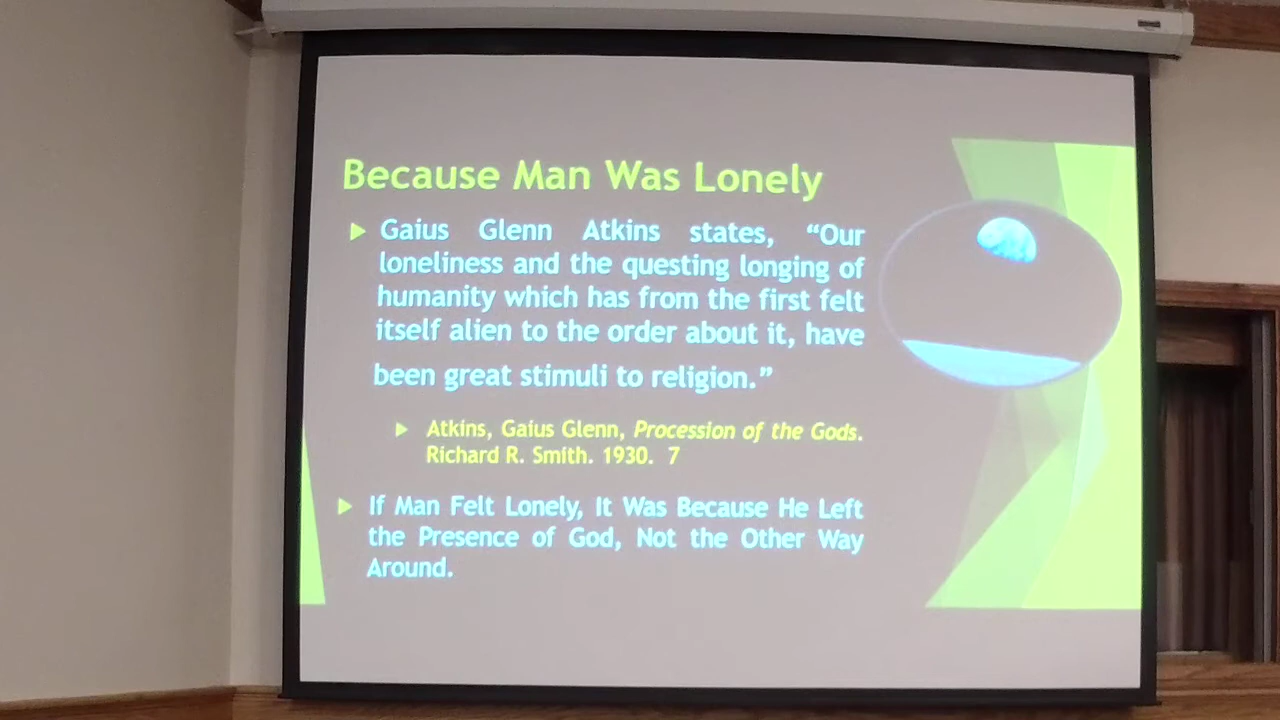 Because Man Was Lonely
Gaius Glenn Atkins states, “Our
loneliness and the questing longing of
humanity which has from the first felt
itself alien to the order about it, have
been great stimuli to religion.”
Atkins, Gaius Glenn, Procession of the Gods.
Richard R. Smith. 1930. 7
If Man Felt Lonely, It Was Because He Left
the Presence of God, Not the Other Way
Around.